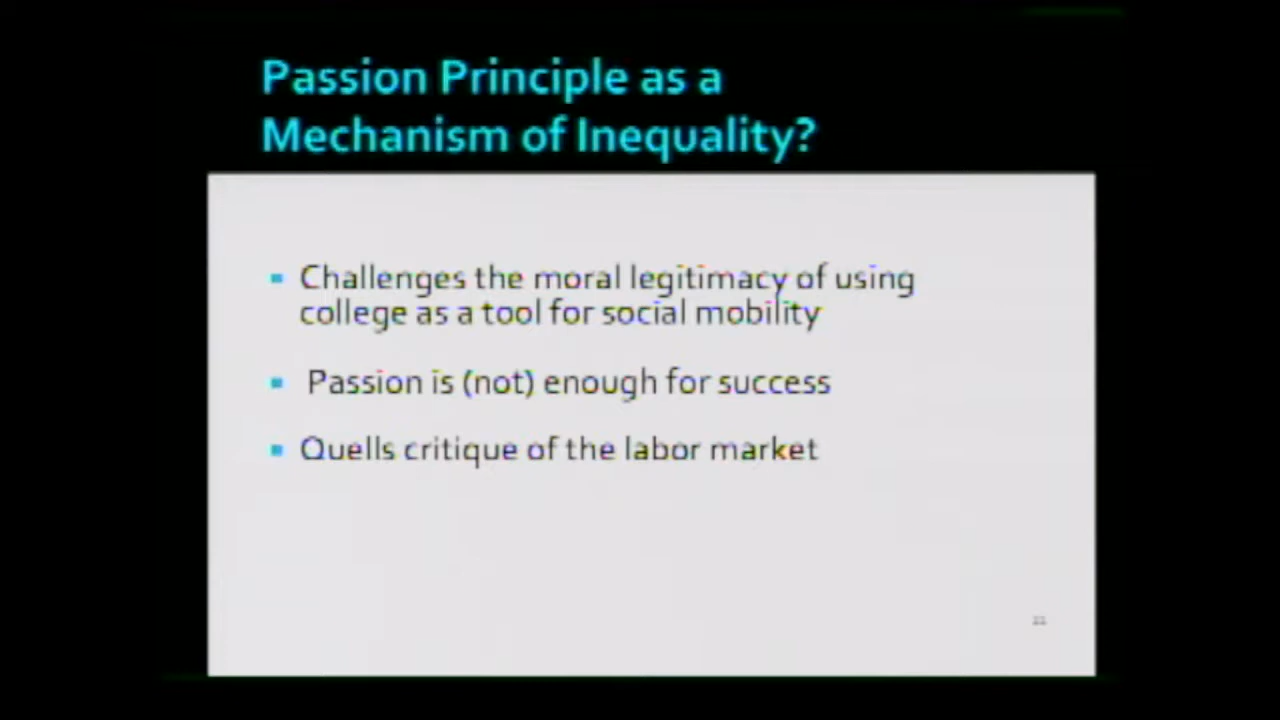 Passion Principle as a
Mechanism of Inequality?
Challenges the moral legitimacy of using
college as a tool for social mobility
Passion is (not) enough for success
Quells critique of the labor market